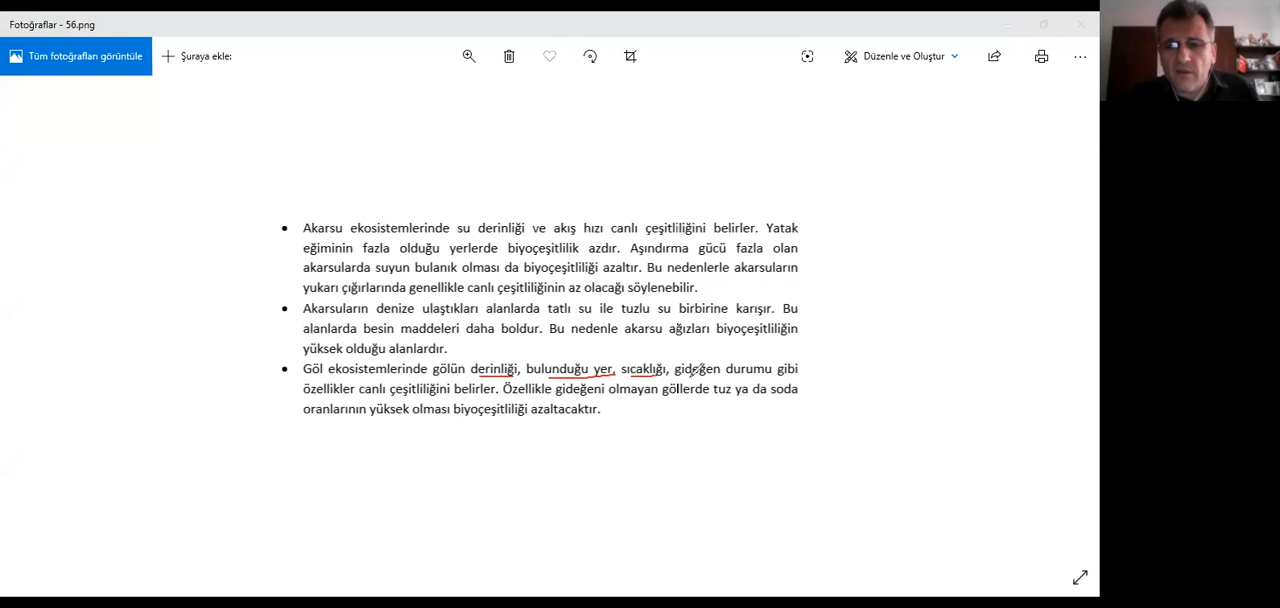 Fotoğraflar - 56.png
Tüm fotoğrafları görüntüle
Şuraya ekle:
Düzenle ve Oluştur
• Akarsu ekosistemlerinde su derinliği ve akış hızı canlı çeşitliliğini belirler. Yatak
eğiminin fazla olduğu yerlerde biyoçeşitlilik azdır. Aşındırma gücü fazla olan
akarsularda suyun bulanık olması da biyoçeşitliliği azaltır. Bu nedenlerle akarsuların
yukarı çığırlarında genellikle canlı çeşitliliğinin az olacağı söylenebilir.
• Akarsuların denize ulaştıkları alanlarda tatlı su ile tuzlu su birbirine karışır. Bu
alanlarda besin maddeleri daha boldur. Bu nedenle akarsu ağızları biyoçeşitliliğin
yüksek olduğu alanlardır.
• Göl ekosistemlerinde gölün derinliği, bulunduğu yer, sıcaklığı, gideğen durumu gibi
özellikler canlı çeşitliliğini belirler. Özellikle gideğeni olmayan göllerde tuz ya da soda
oranlarının yüksek olması biyoçeşitliliği azaltacaktır.